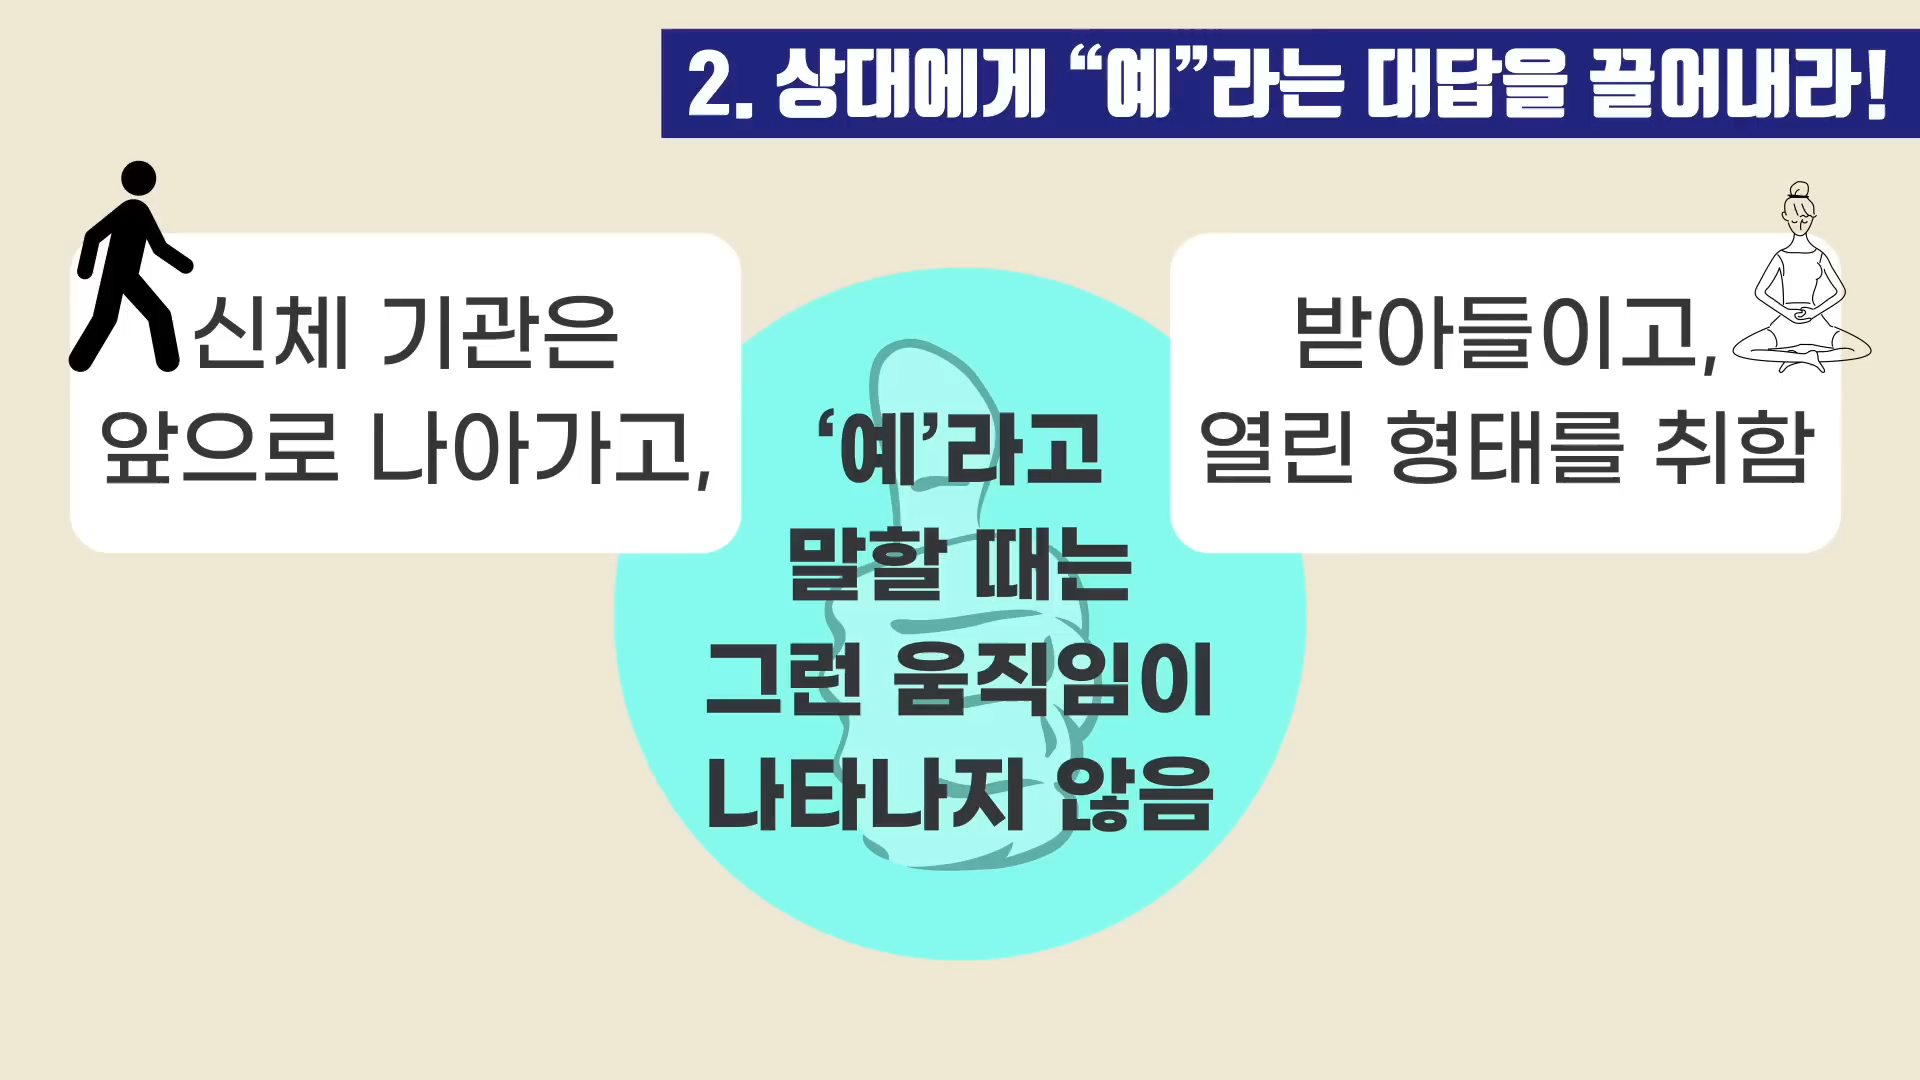 2. 상대에게 “예”라는 대답을 끌어내라!
신체 기관은
앞으로 나아가고,
‘예’라고
말할 때는
그런 움직임이
나타나지 않음
받아들이고,
열린 형태를 취함